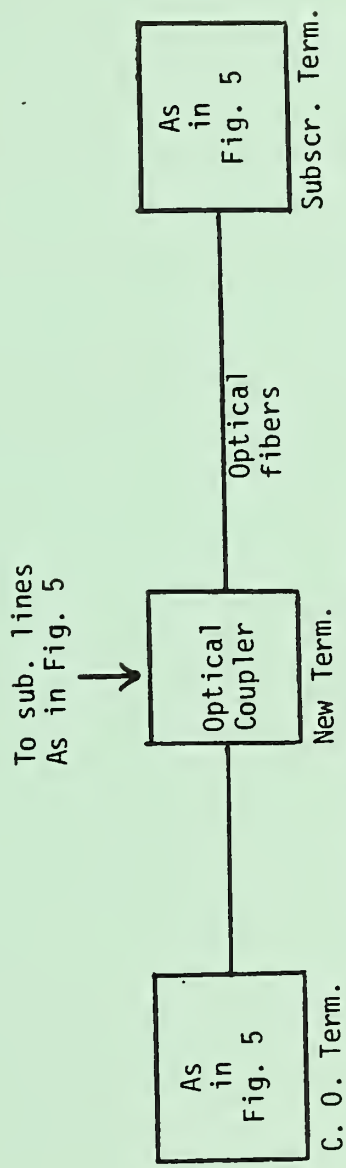 To sub. lines
As in Fig. 5
As
in
Fig. 5
C. O. Term.
Optical
Coupler
New Term.
Optical
fibers
As
in
Fig. 5
Subscr. Term.